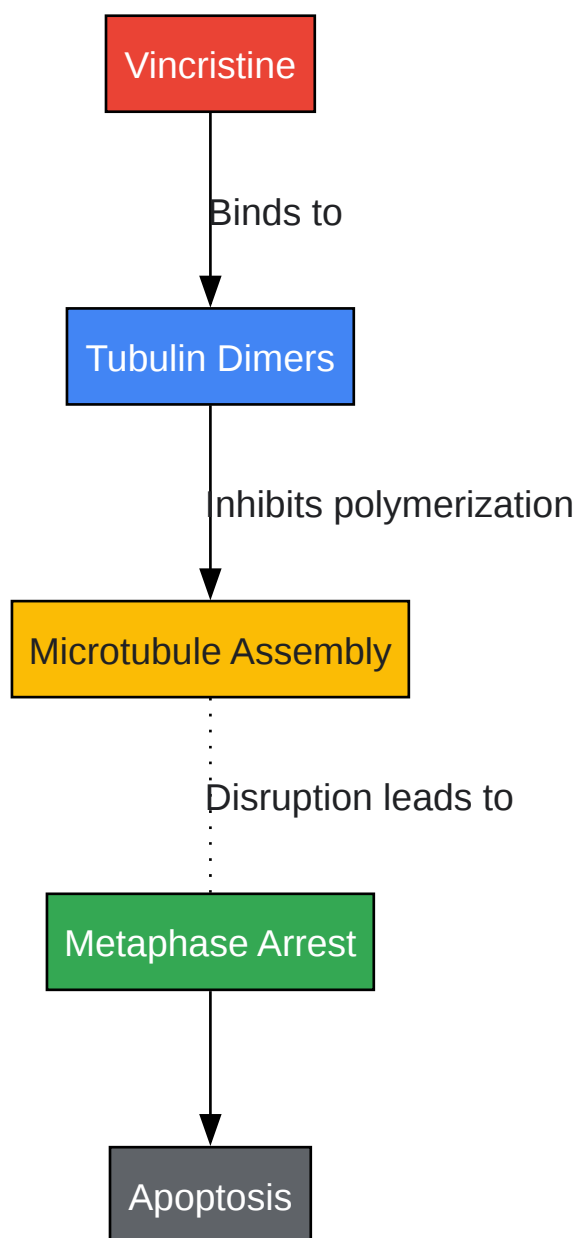 Vincristine
Binds to
Tubulin Dimers
Inhibits polymerization
Microtubule Assembly
Disruption leads to
Metaphase Arrest
Apoptosis